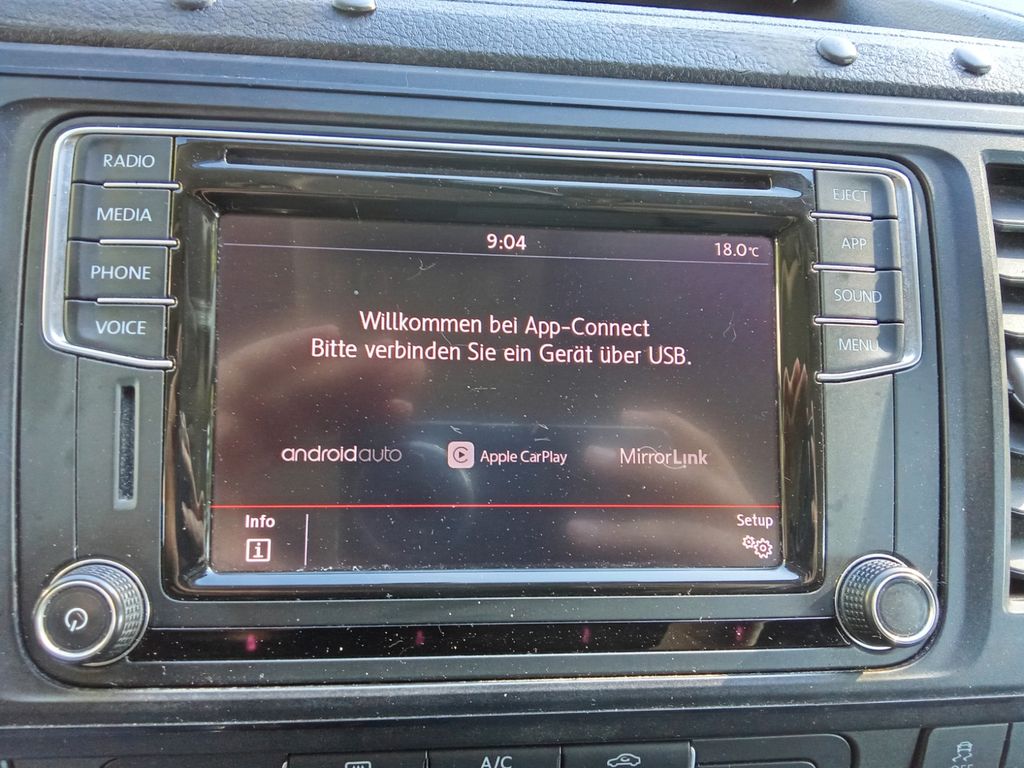 RADIO
MEDIA
PHONE
VOICE
EJECT
APP
SOUND
MENU
9:04
18.0°C
Willkommen bei App-Connect
Bitte verbinden Sie ein Gerät über USB.
androidauto
Apple CarPlay
MirrorLink
Info
i
Setup
A/C
OFF